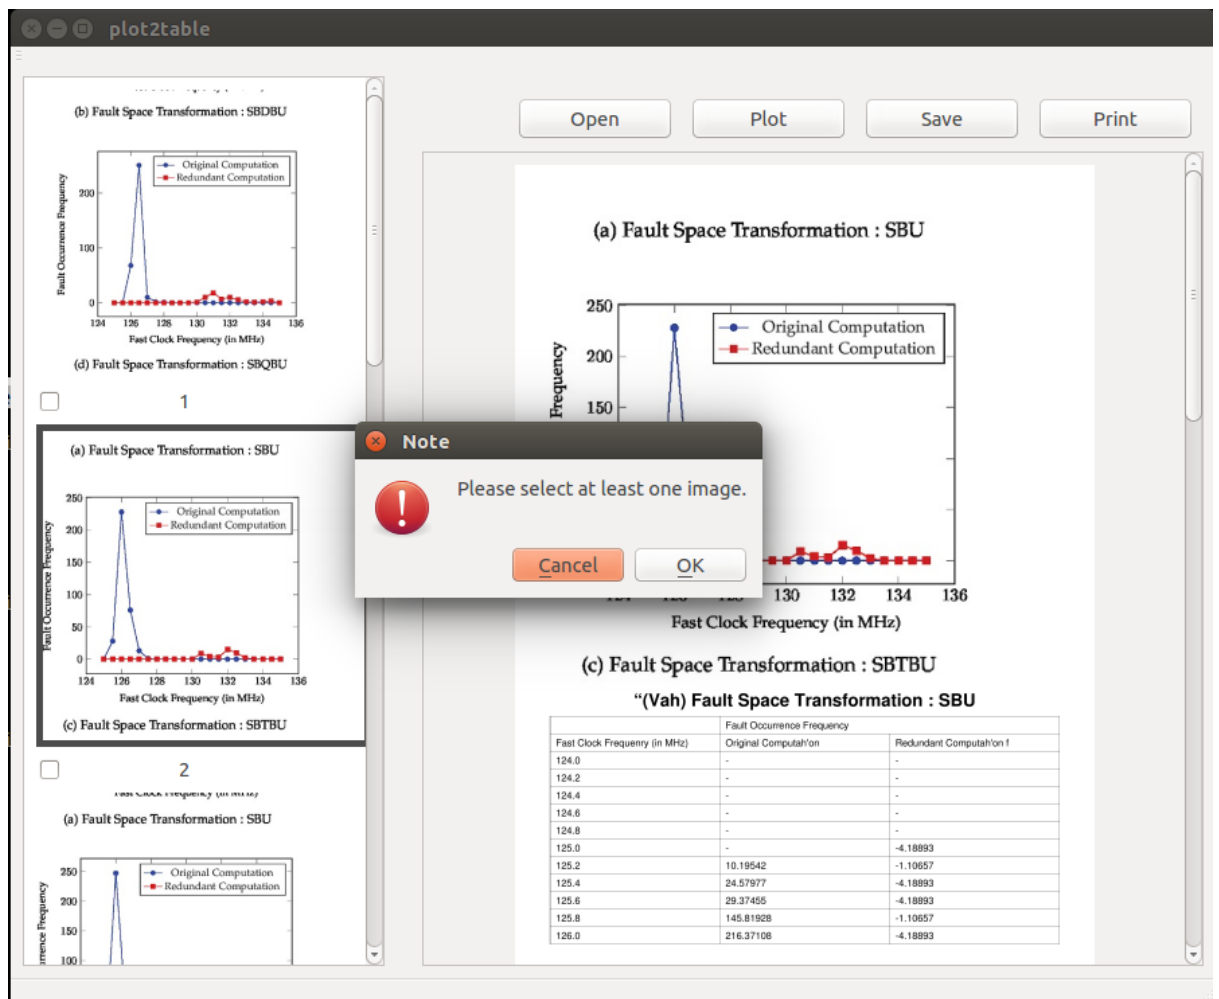 plot2table
(b) Fault Space Transformation : SBDBU
Original Computation
Redundant Computation
200
100
0
Fault Occurrence Frequency
124 126 128 130 132 134 136
Fast Clock Frequency (in MHz)
(d) Fault Space Transformation : SBQBU
1
(a) Fault Space Transformation : SBU
250
200
150
100
50
0
Original Computation
Redundant Computation
Fault Occurrence Frequency
124 126 128 130 132 134 136
Fast Clock Frequency (in MHz)
(c) Fault Space Transformation : SBTBU
2
Fast Clock Frequency (in MHz)
(a) Fault Space Transformation : SBU
250
200
150
100
Original Computation
Redundant Computation
Frequency
Open Plot Save Print
(a) Fault Space Transformation : SBU
250
200
150
Original Computation
Redundant Computation
Frequency
130 132 134 136
Fast Clock Frequency (in MHz)
(c) Fault Space Transformation : SBTBU
“(Vah) Fault Space Transformation : SBU
Fault Occurrence Frequency
Fast Clock Frequenry (in MHz) Original Computah'on Redundant Computah'on f
124.0 - -
124.2 - -
124.4 - -
124.6 - -
124.8 - -
125.0 - -4.18893
125.2 10.19542 -1.10657
125.4 24.57977 -4.18893
125.6 29.37455 -4.18893
125.8 145.81928 -1.10657
126.0 216.37108 -4.18893
Note
Please select at least one image.
Cancel OK